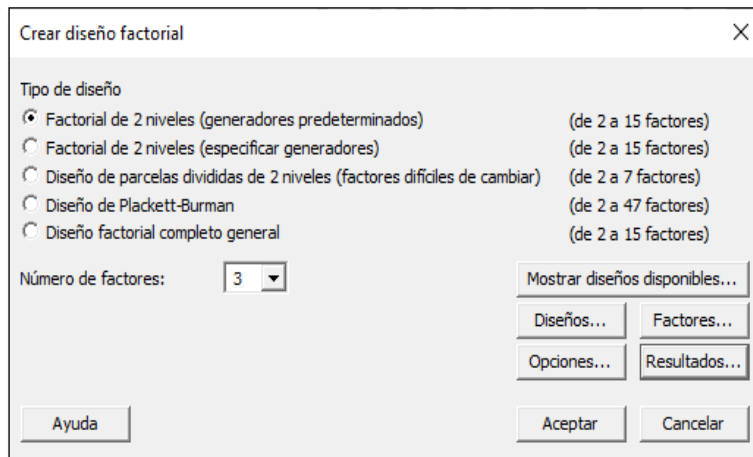 Crear diseño factorial
Tipo de diseño
Factorial de 2 niveles (generadores predeterminados) (de 2 a 15 factores)
Factorial de 2 niveles (especificar generadores) (de 2 a 15 factores)
Diseño de parcelas divididas de 2 niveles (factores difíciles de cambiar) (de 2 a 7 factores)
Diseño de Plackett-Burman (de 2 a 47 factores)
Diseño factorial completo general (de 2 a 15 factores)
Número de factores: 3 Mostrar diseños disponibles...
Diseños... Factores...
Opciones... Resultados...
Ayuda Aceptar Cancelar